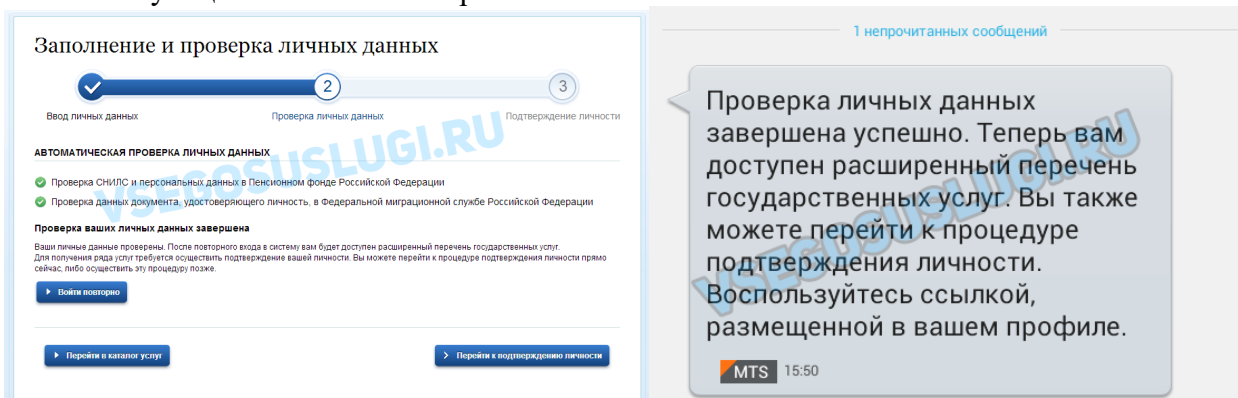 Заполнение и проверка личных данных
2
3
Ввод личных данных
Проверка личных данных
Подтверждение личности
АВТОМАТИЧЕСКАЯ ПРОВЕРКА ЛИЧНЫХ ДАННЫХ
Проверка СНИЛС и персональных данных в Пенсионном фонде Российской Федерации
Проверка данных документа, удостоверяющего личность, в Федеральной миграционной службе Российской Федерации
Проверка ваших личных данных завершена
Ваши личные данные проверены. После повторного входа в систему вам будет доступен расширенный перечень государственных услуг.
Для получения ряда услуг требуется осуществить подтверждение вашей личности. Вы можете перейти к процедуре подтверждения личности прямо
сейчас, либо осуществить эту процедуру позже.
Войти повторно
Перейти в каталог услуг
Перейти к подтверждению личности
VSEGOSUSLUGI.RU
1 непрочитанных сообщений
Проверка личных данных
завершена успешно. Теперь вам
доступен расширенный перечень
государственных услуг. Вы также
можете перейти к процедуре
подтверждения личности.
Воспользуйтесь ссылкой,
размещенной в вашем профиле.
MTS 15:50
VSEGOSUSLUGI.RU